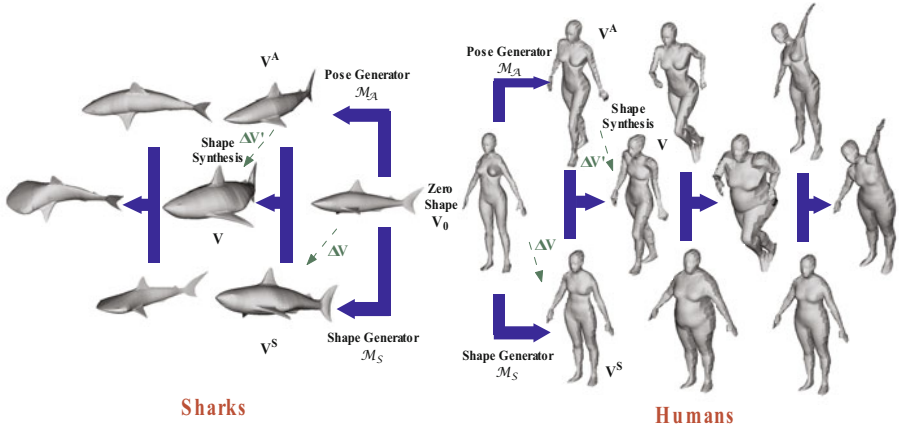 V^A
Pose Generator
M_A
Shape
Synthesis
ΔV'
V
Zero
Shape
V_0
ΔV
Shape Generator
M_S
V^S
Sharks
V^A
Pose Generator
M_A
Shape
Synthesis
ΔV'
V
ΔV
Shape Generator
M_S
V^S
Humans